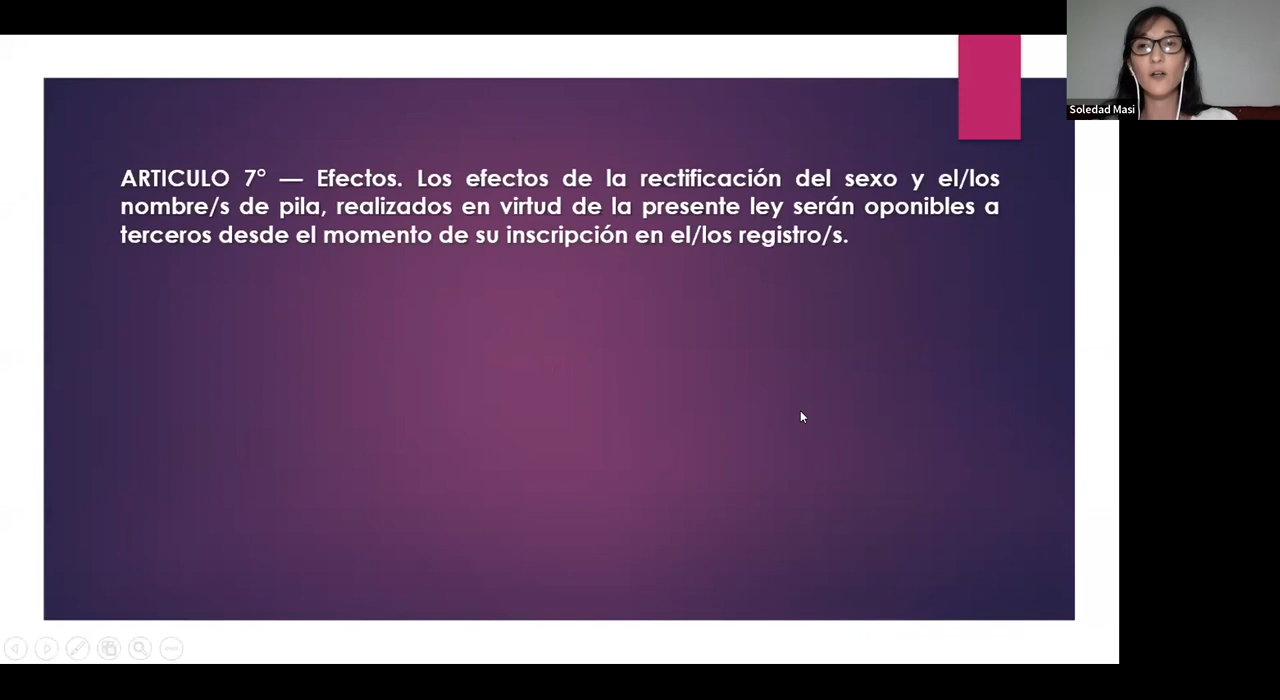 Soledad Masi
ARTICULO 7° — Efectos. Los efectos de la rectificación del sexo y el/los
nombre/s de pila, realizados en virtud de la presente ley serán oponibles a
terceros desde el momento de su inscripción en el/los registro/s.